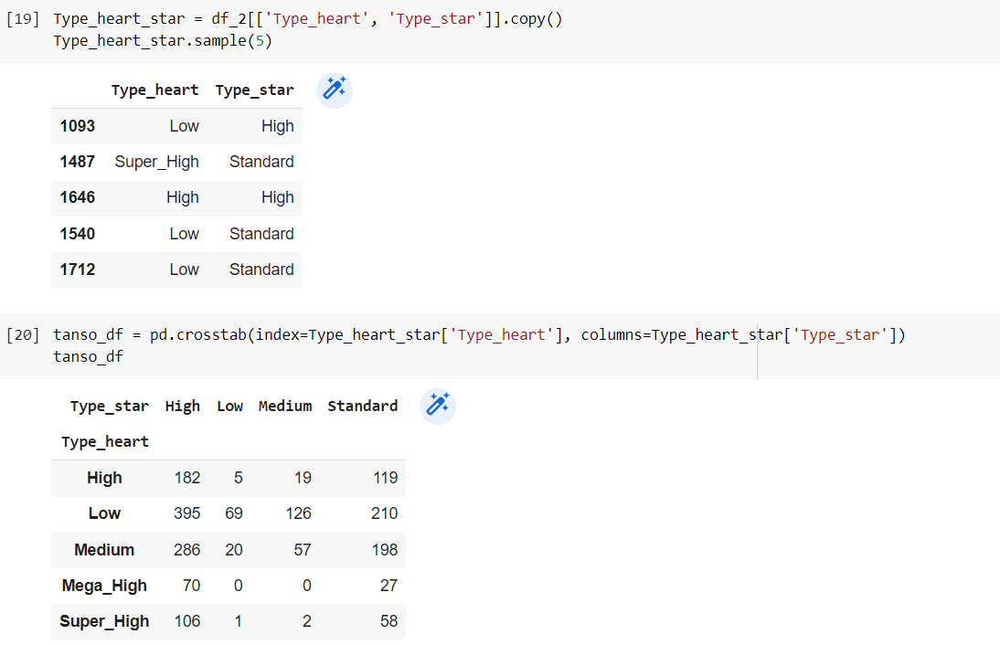 [19] Type_heart_star = df_2[['Type_heart', 'Type_star']].copy()
Type_heart_star.sample(5)
Type_heart Type_star
1093 Low High
1487 Super_High Standard
1646 High High
1540 Low Standard
1712 Low Standard
[20] tanso_df = pd.crosstab(index=Type_heart_star['Type_heart'], columns=Type_heart_star['Type_star'])
tanso_df
Type_star High Low Medium Standard
Type_heart
High 182 5 19 119
Low 395 69 126 210
Medium 286 20 57 198
Mega_High 70 0 0 27
Super_High 106 1 2 58